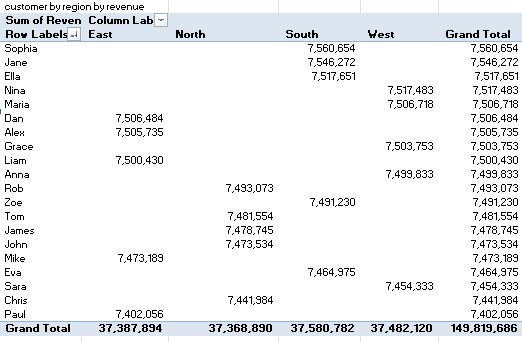 customer by region by revenue
Sum of Reven Column Lab
Row Labels East North South West Grand Total
Sophia 7,560,654 7,560,654
Jane 7,546,272 7,546,272
Ella 7,517,651 7,517,651
Nina 7,517,483 7,517,483
Maria 7,506,718 7,506,718
Dan 7,506,484 7,506,484
Alex 7,505,735 7,505,735
Grace 7,503,753 7,503,753
Liam 7,500,430 7,500,430
Anna 7,499,833 7,499,833
Rob 7,493,073 7,493,073
Zoe 7,491,230 7,491,230
Tom 7,481,554 7,481,554
James 7,478,745 7,478,745
John 7,473,534 7,473,534
Mike 7,473,189 7,473,189
Eva 7,464,975 7,464,975
Sara 7,454,333 7,454,333
Chris 7,441,984 7,441,984
Paul 7,402,056 7,402,056
Grand Total 37,387,894 37,368,890 37,580,782 37,482,120 149,819,686